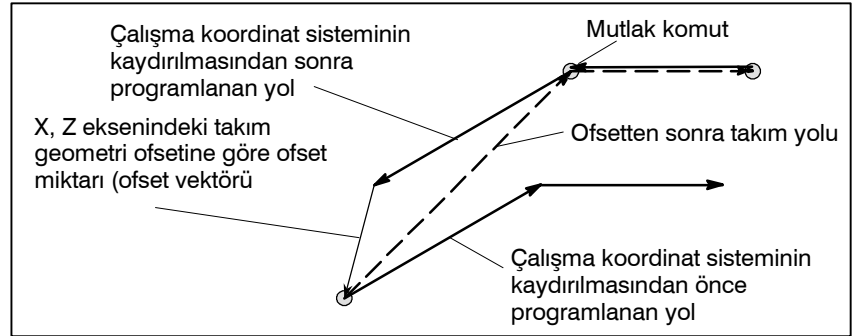 Çalışma koordinat sisteminin
kaydırılmasından sonra
programlanan yol
Mutlak komut
X, Z eksenindeki takım
geometri ofsetine göre ofset
miktarı (ofset vektörü
Ofsetten sonra takım yolu
Çalışma koordinat sisteminin
kaydırılmasından önce
programlanan yol